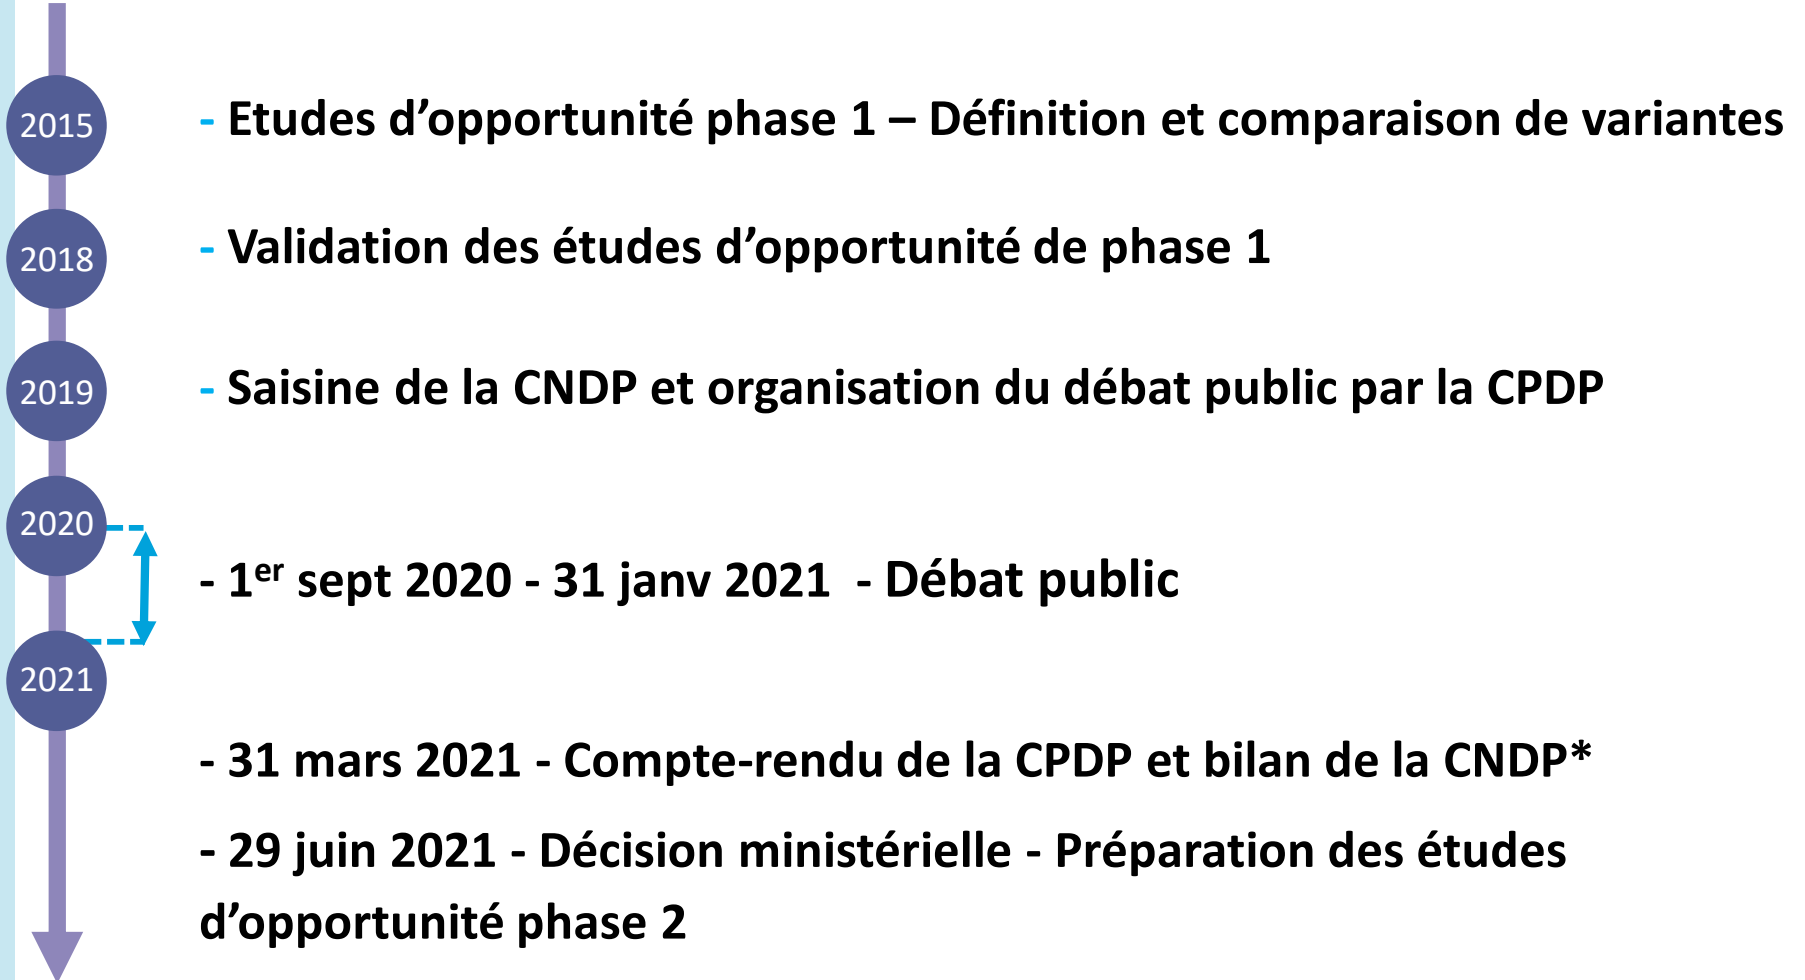 2015
- Etudes d’opportunité phase 1 – Définition et comparaison de variantes
2018
- Validation des études d’opportunité de phase 1
2019
- Saisine de la CNDP et organisation du débat public par la CPDP
2020
- 1er sept 2020 - 31 janv 2021 - Débat public
2021
- 31 mars 2021 - Compte-rendu de la CPDP et bilan de la CNDP*
- 29 juin 2021 - Décision ministérielle - Préparation des études
d’opportunité phase 2